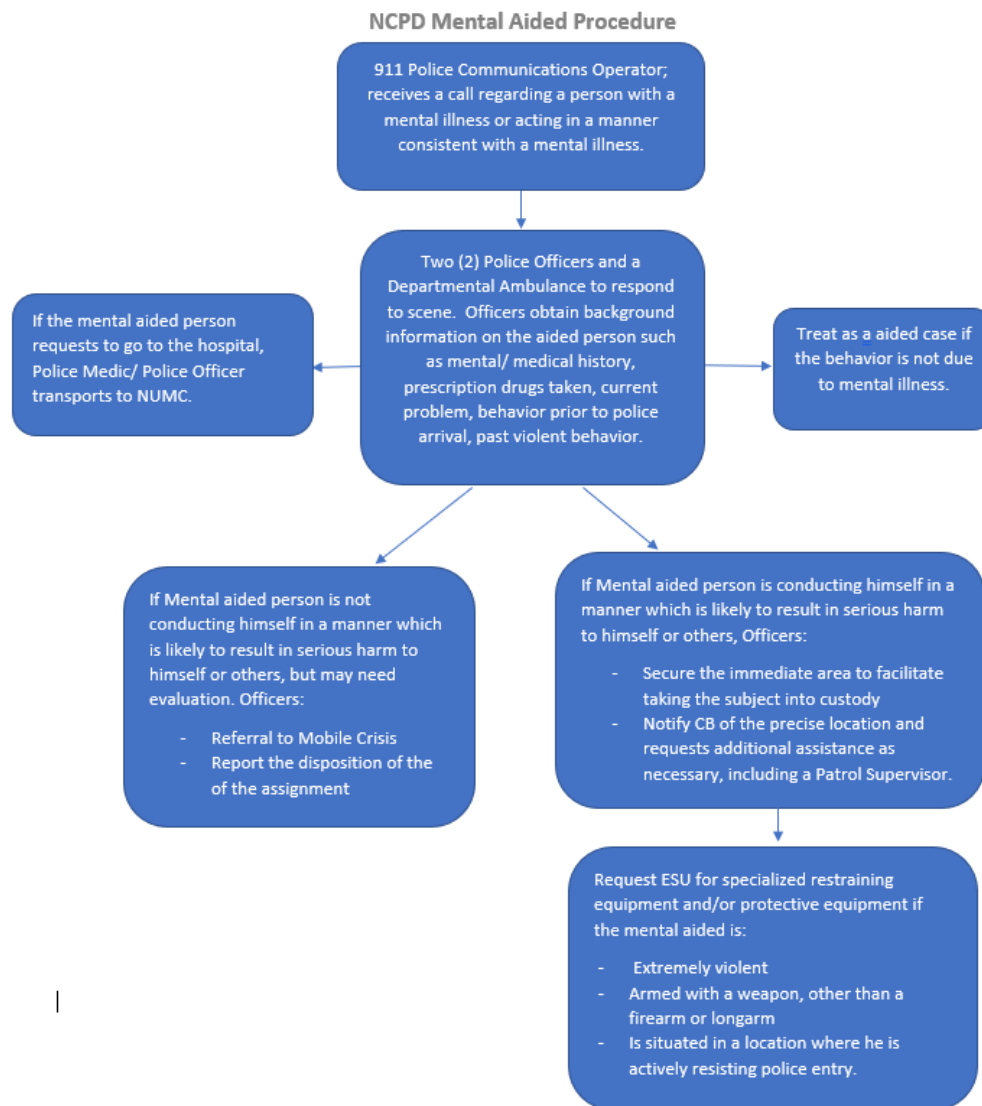 NCPD Mental Aided Procedure
911 Police Communications Operator;
receives a call regarding a person with a
mental illness or acting in a manner
consistent with a mental illness.
Two (2) Police Officers and a
Departmental Ambulance to respond
to scene.  Officers obtain background
information on the aided person such
as mental/ medical history,
prescription drugs taken, current
problem, behavior prior to police
arrival, past violent behavior.
If the mental aided person
requests to go to the hospital,
Police Medic/ Police Officer
transports to NUMC.
Treat as a aided case if
the behavior is not due
to mental illness.
If Mental aided person is not
conducting himself in a manner which
is likely to result in serious harm to
himself or others, but may need
evaluation. Officers:
- Referral to Mobile Crisis
- Report the disposition of the
of the assignment
If Mental aided person is conducting himself in a
manner which is likely to result in serious harm
to himself or others, Officers:
- Secure the immediate area to facilitate
taking the subject into custody
- Notify CB of the precise location and
requests additional assistance as
necessary, including a Patrol Supervisor.
Request ESU for specialized restraining
equipment and/or protective equipment if
the mental aided is:
- Extremely violent
- Armed with a weapon, other than a
firearm or longarm
- Is situated in a location where he is
actively resisting police entry.